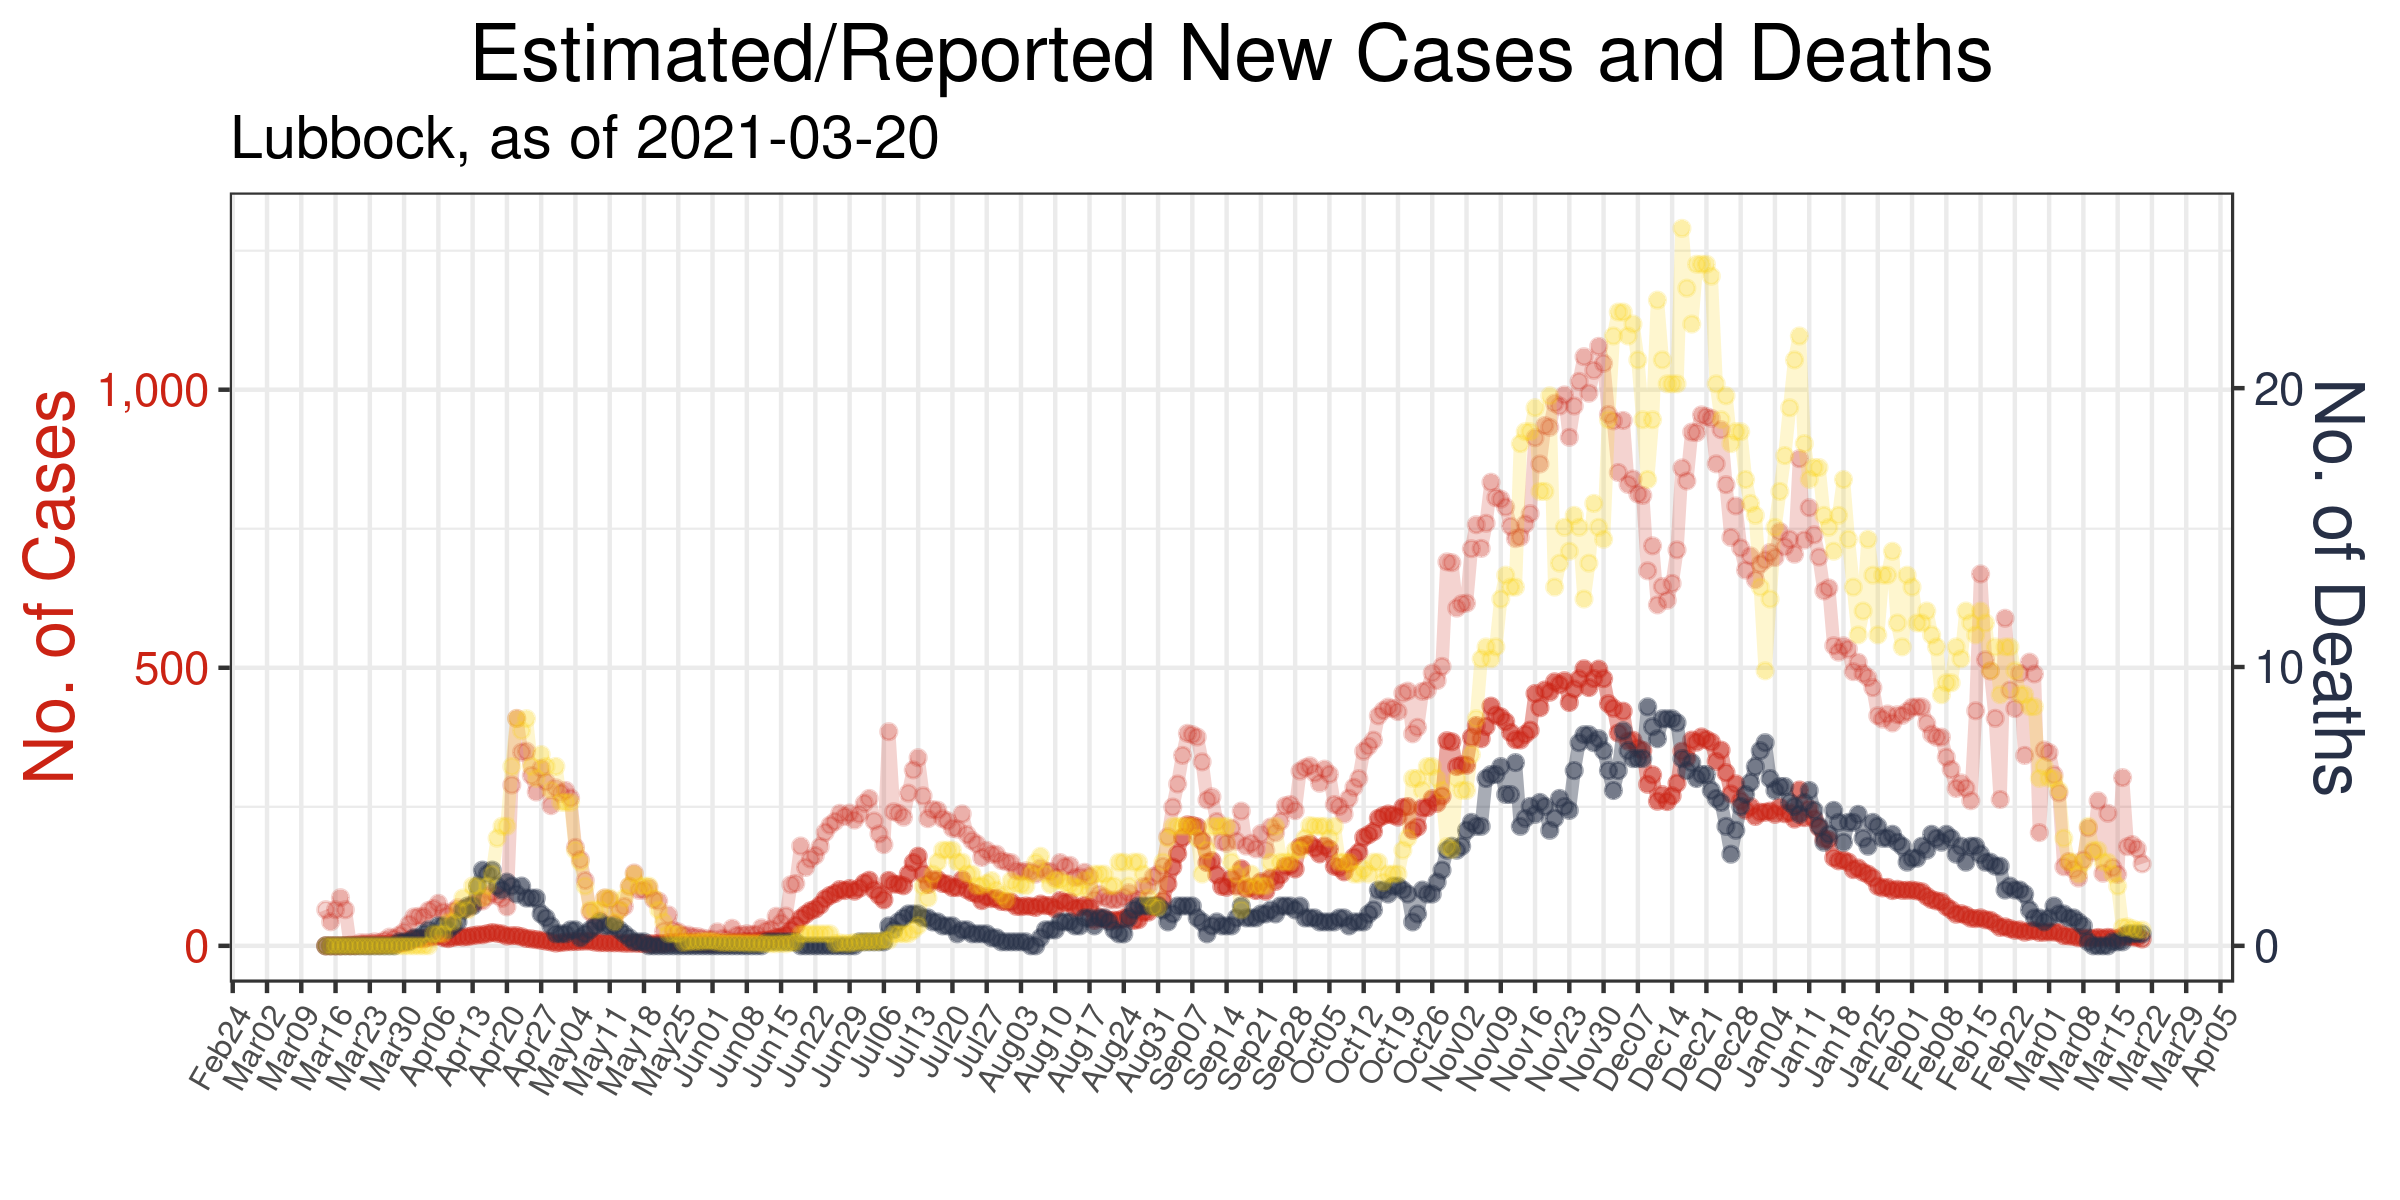 Estimated/Reported New Cases and Deaths
Lubbock, as of 2021-03-20
No. of Cases
1,000
500
0
20
10
0
No. of Deaths
Feb24
Mar02
Mar09
Mar16
Mar23
Mar30
Apr06
Apr13
Apr20
Apr27
May04
May11
May18
May25
Jun01
Jun08
Jun15
Jun22
Jun29
Jul06
Jul13
Jul20
Jul27
Aug03
Aug10
Aug17
Aug24
Aug31
Sep07
Sep14
Sep21
Sep28
Oct05
Oct12
Oct19
Oct26
Nov02
Nov09
Nov16
Nov23
Nov30
Dec07
Dec14
Dec21
Dec28
Dec04
Jan11
Jan18
Jan25
Feb01
Feb08
Feb15
Feb22
Mar01
Mar08
Mar15
Mar22
Mar29
Apr05